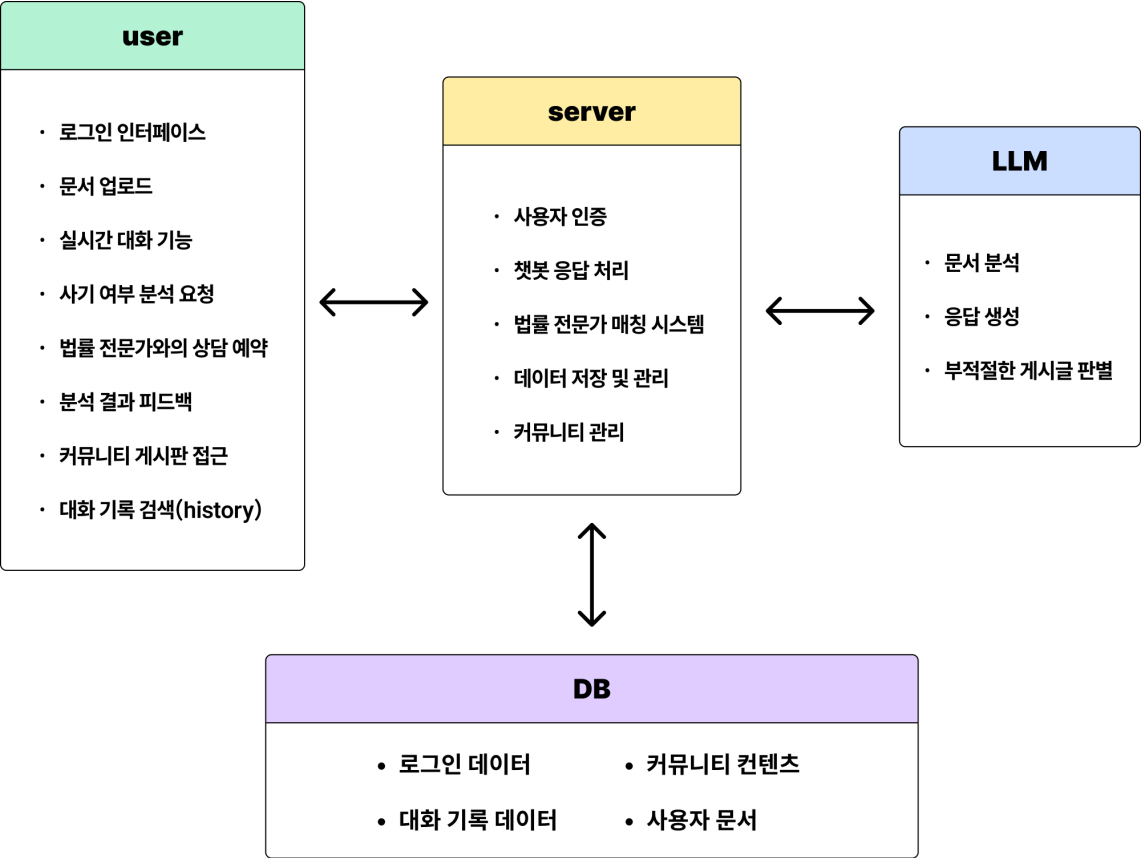 user
· 로그인 인터페이스
· 문서 업로드
· 실시간 대화 기능
· 사기 여부 분석 요청
· 법률 전문가와의 상담 예약
· 분석 결과 피드백
· 커뮤니티 게시판 접근
· 대화 기록 검색(history)
server
· 사용자 인증
· 챗봇 응답 처리
· 법률 전문가 매칭 시스템
· 데이터 저장 및 관리
· 커뮤니티 관리
LLM
· 문서 분석
· 응답 생성
· 부적절한 게시글 판별
DB
• 로그인 데이터
• 대화 기록 데이터
• 커뮤니티 컨텐츠
• 사용자 문서